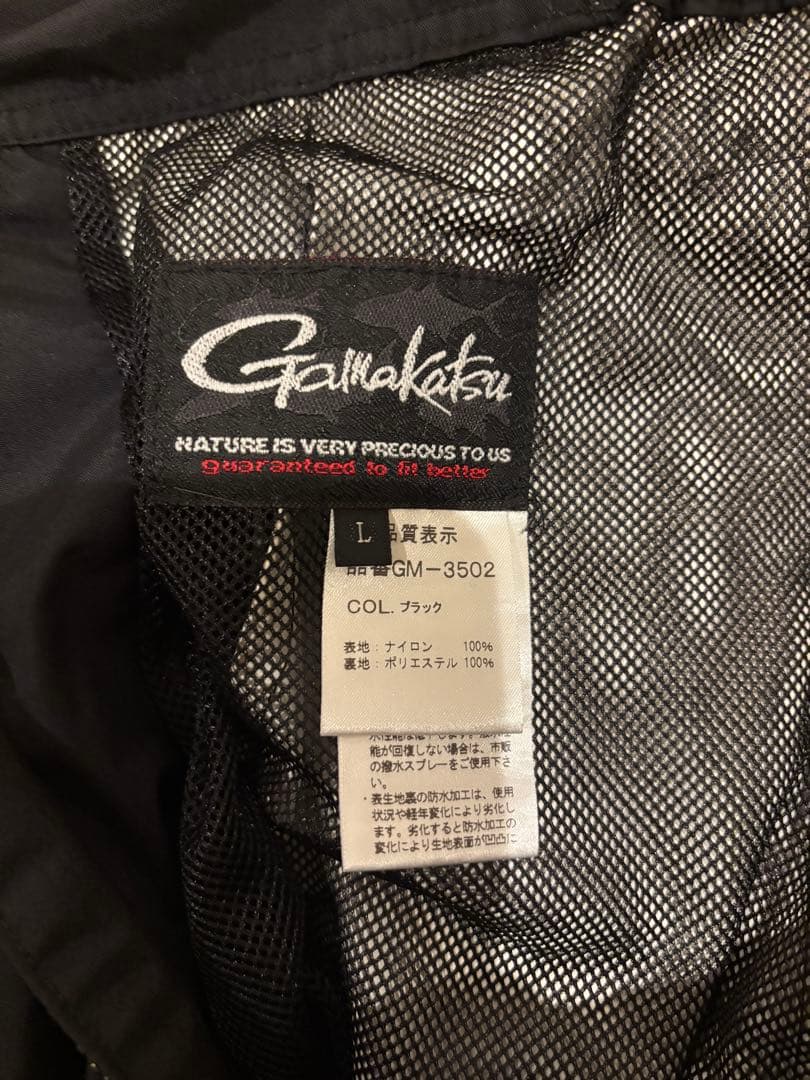 Gamakatsu
NATURE IS VERY PRECIOUS TO US
guaranteed to fit better
L
品質表示
品番GM-3502
COL. ブラック
表地:ナイロン 100%
裏地:ポリエステル 100%
能が回復しない場合は、市販
の撥水スプレーをご使用下さ
い。
・表生地裏の防水加工は、使用
状況や経年変化により劣化し
ます。劣化すると防水加工の
変化により生地表面が凹凸に